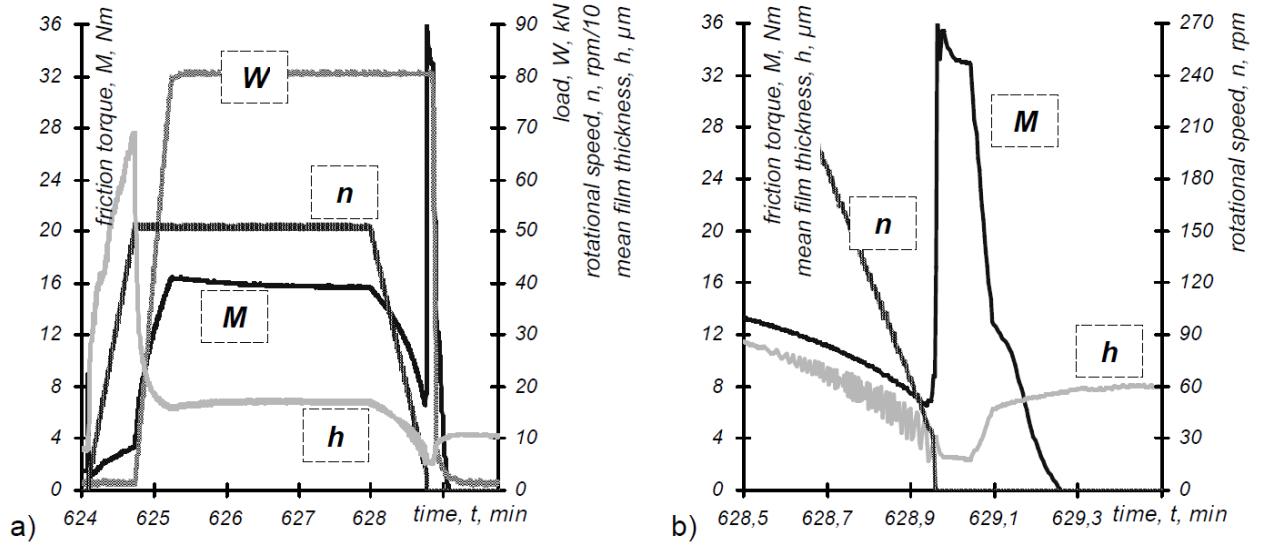 a)
friction torque, M, Nm
36
32
28
24
20
16
12
8
4
0
W
n
M
h
90
80
70
60
50
40
30
20
10
0
load, W, kN
rotational speed, n, rpm/10
mean film thickness, h, µm
624
625
626
627
628
time, t, min
b)
friction torque, M, Nm
mean film thickness, h, µm
36
32
28
24
20
16
12
8
4
0
M
n
h
270
240
210
180
150
120
90
60
30
0
rotational speed, n, rpm
628,5
628,7
628,9
629,1
629,3
time, t, min